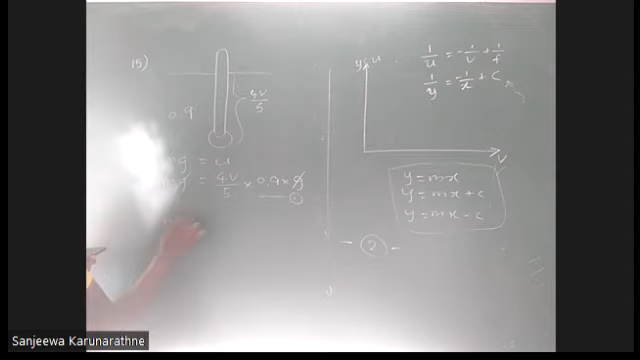 15)
4V/5
0.9
mg = u
mg = 4V/5 × 0.9 × g —— ①
y = u
1/u = -1/v + 1/f
1/y = -1/x + c
v
y = mx
y = mx + c
y = mx - c
- ② -
Sanjeewa Karunarathne